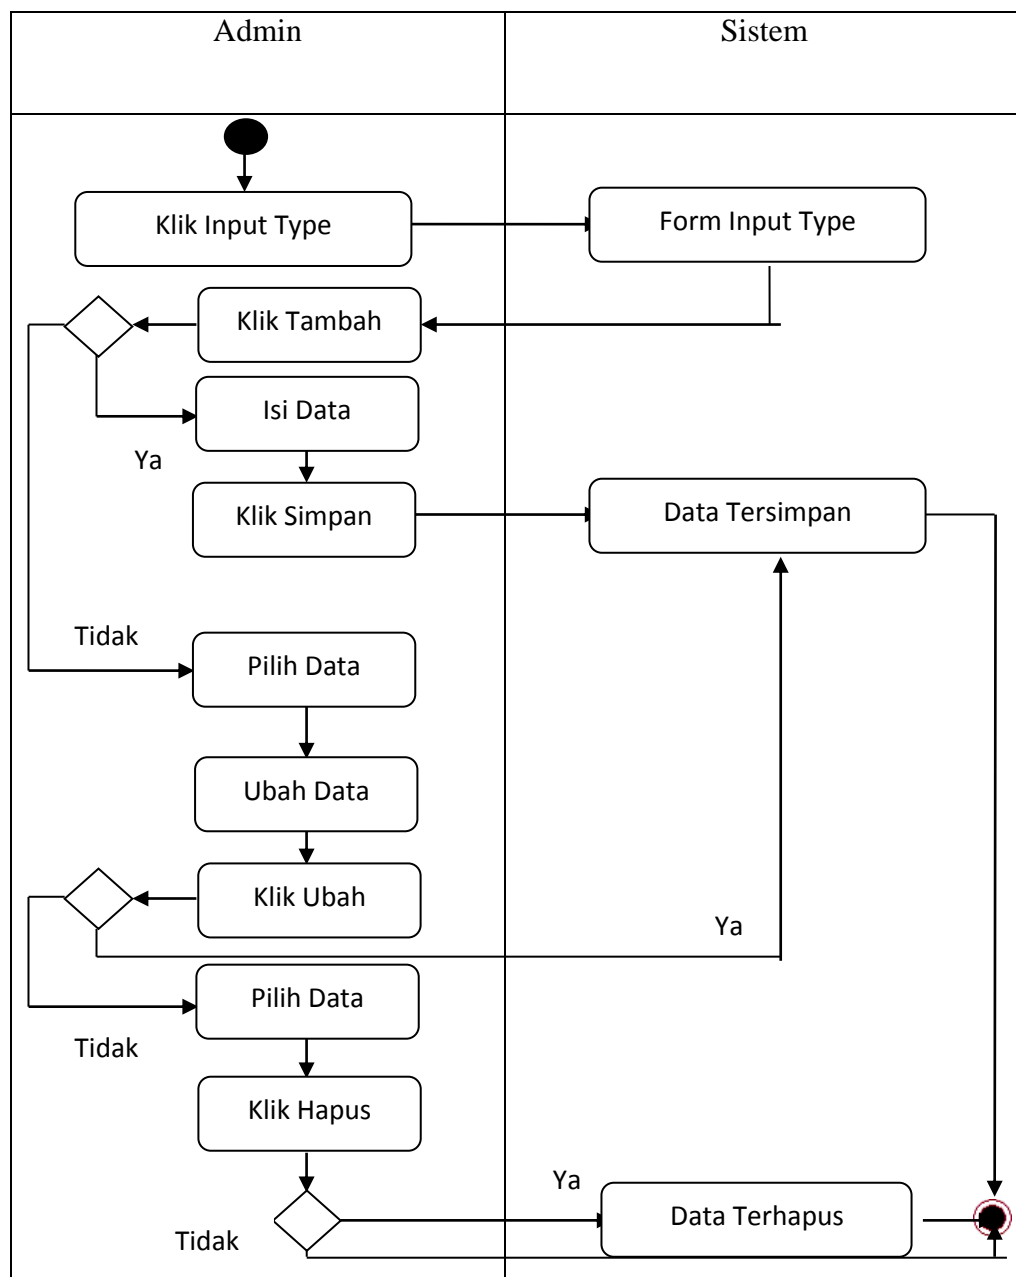 Admin
Sistem
Klik Input Type
Form Input Type
Klik Tambah
Isi Data
Ya
Klik Simpan
Data Tersimpan
Tidak
Pilih Data
Ubah Data
Klik Ubah
Ya
Pilih Data
Tidak
Klik Hapus
Ya
Data Terhapus
Tidak